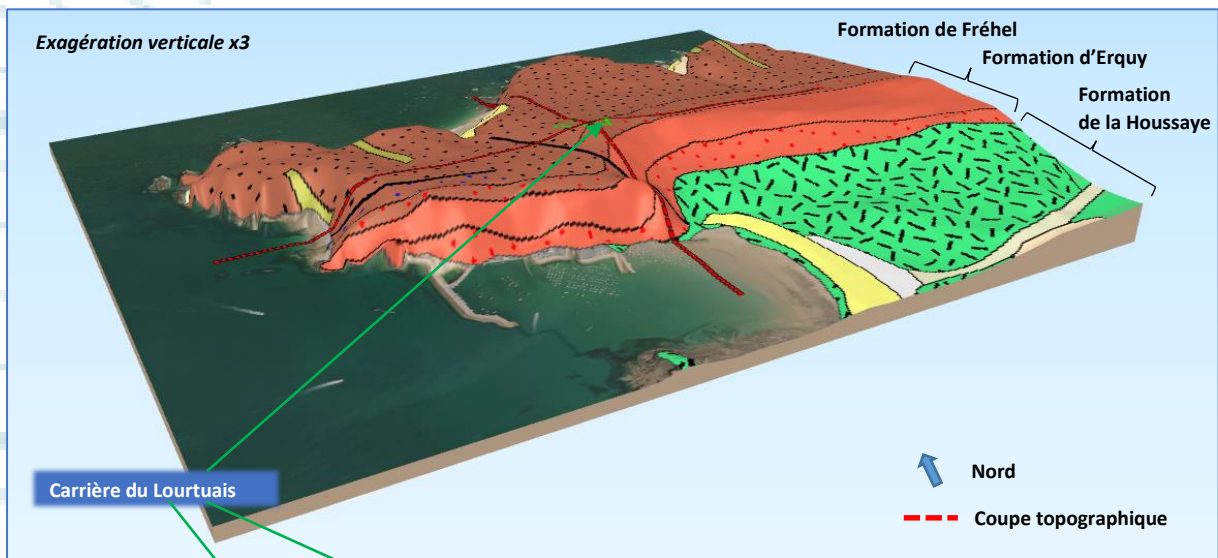 Exagération verticale x3
Formation de Fréhel
Formation d'Erquy
Formation
de la Houssaye
Carrière du Lourtuais
Nord
Coupe topographique